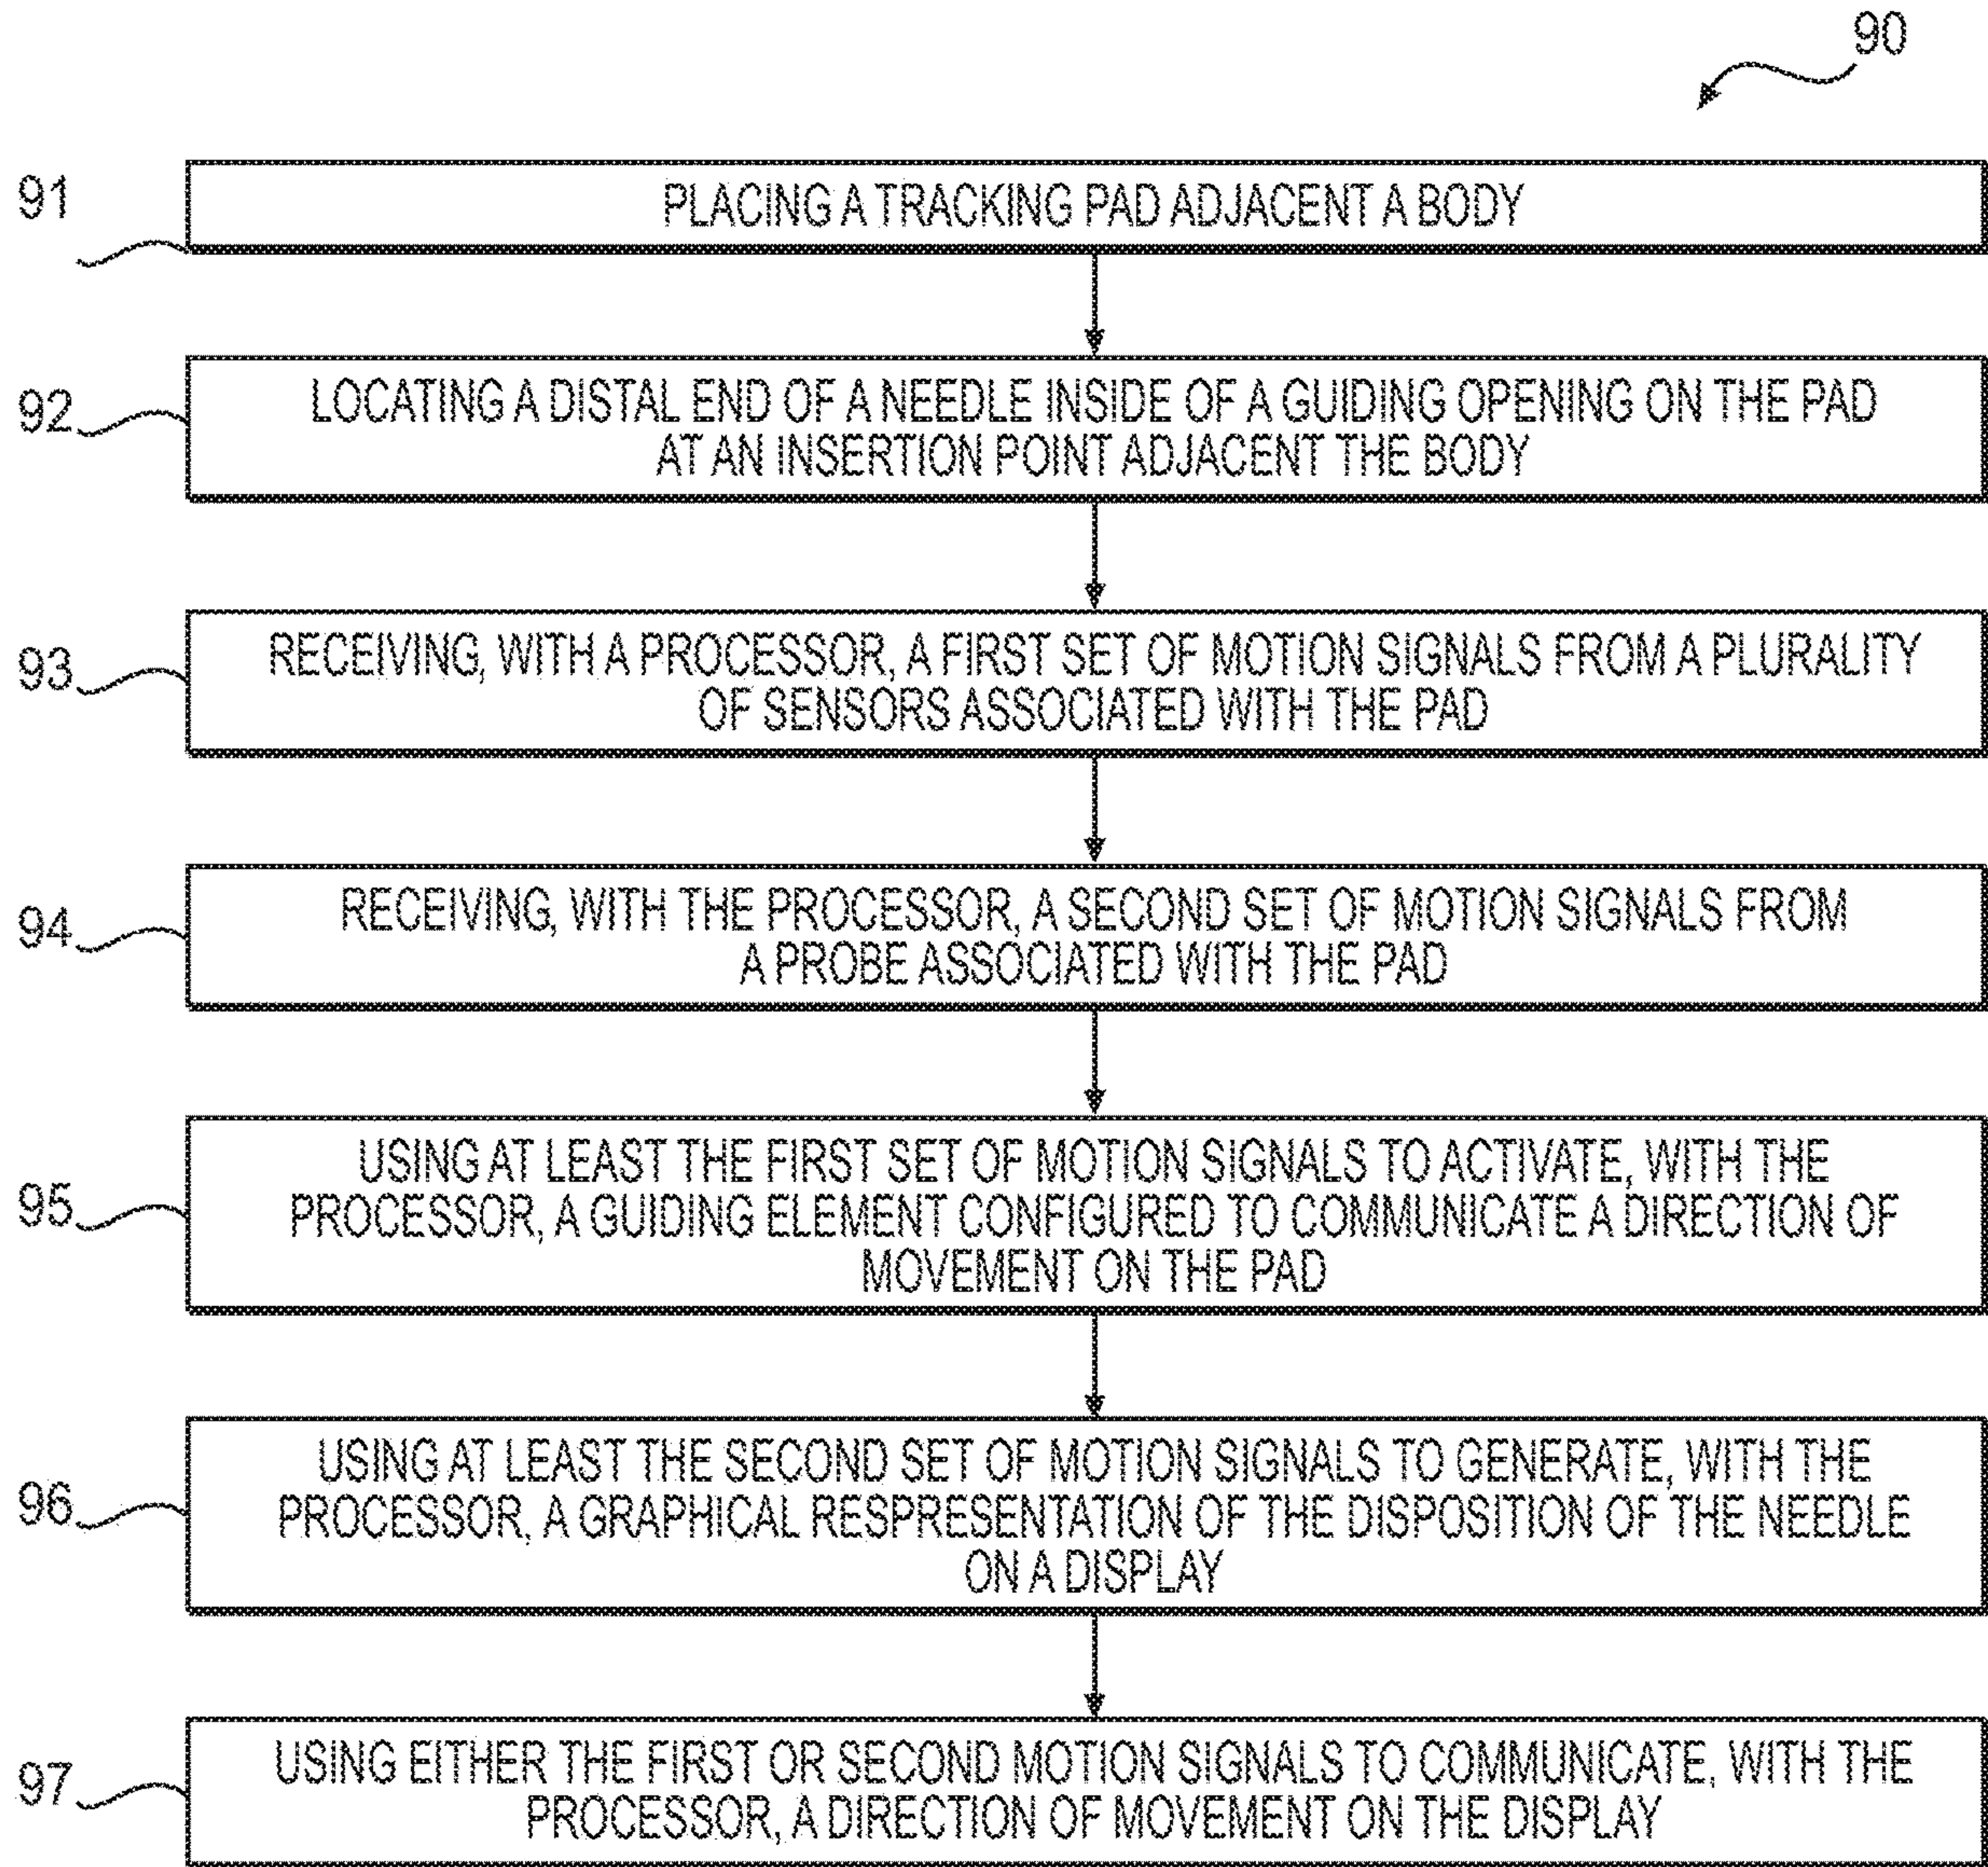 90
91
PLACING A TRACKING PAD ADJACENT A BODY
92
LOCATING A DISTAL END OF A NEEDLE INSIDE OF A GUIDING OPENING ON THE PAD
AT AN INSERTION POINT ADJACENT THE BODY
93
RECEIVING, WITH A PROCESSOR, A FIRST SET OF MOTION SIGNALS FROM A PLURALITY
OF SENSORS ASSOCIATED WITH THE PAD
94
RECEIVING, WITH THE PROCESSOR, A SECOND SET OF MOTION SIGNALS FROM
A PROBE ASSOCIATED WITH THE PAD
95
USING AT LEAST THE FIRST SET OF MOTION SIGNALS TO ACTIVATE, WITH THE
PROCESSOR, A GUIDING ELEMENT CONFIGURED TO COMMUNICATE A DIRECTION OF
MOVEMENT ON THE PAD
96
USING AT LEAST THE SECOND SET OF MOTION SIGNALS TO GENERATE, WITH THE
PROCESSOR, A GRAPHICAL RESPRESENTATION OF THE DISPOSITION OF THE NEEDLE
ON A DISPLAY
97
USING EITHER THE FIRST OR SECOND MOTION SIGNALS TO COMMUNICATE, WITH THE
PROCESSOR, A DIRECTION OF MOVEMENT ON THE DISPLAY